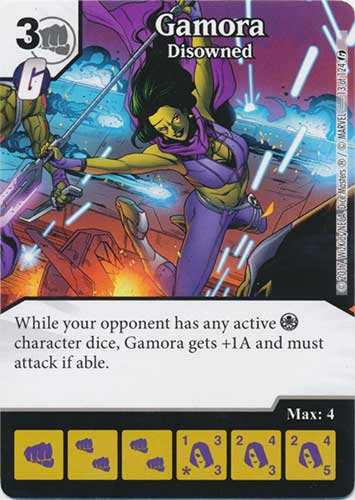 3
Gamora
Disowned
G
While your opponent has any active
character dice, Gamora gets +1A and must
attack if able.
Max: 4
1 3 * 3
2 4 3
2 4 5